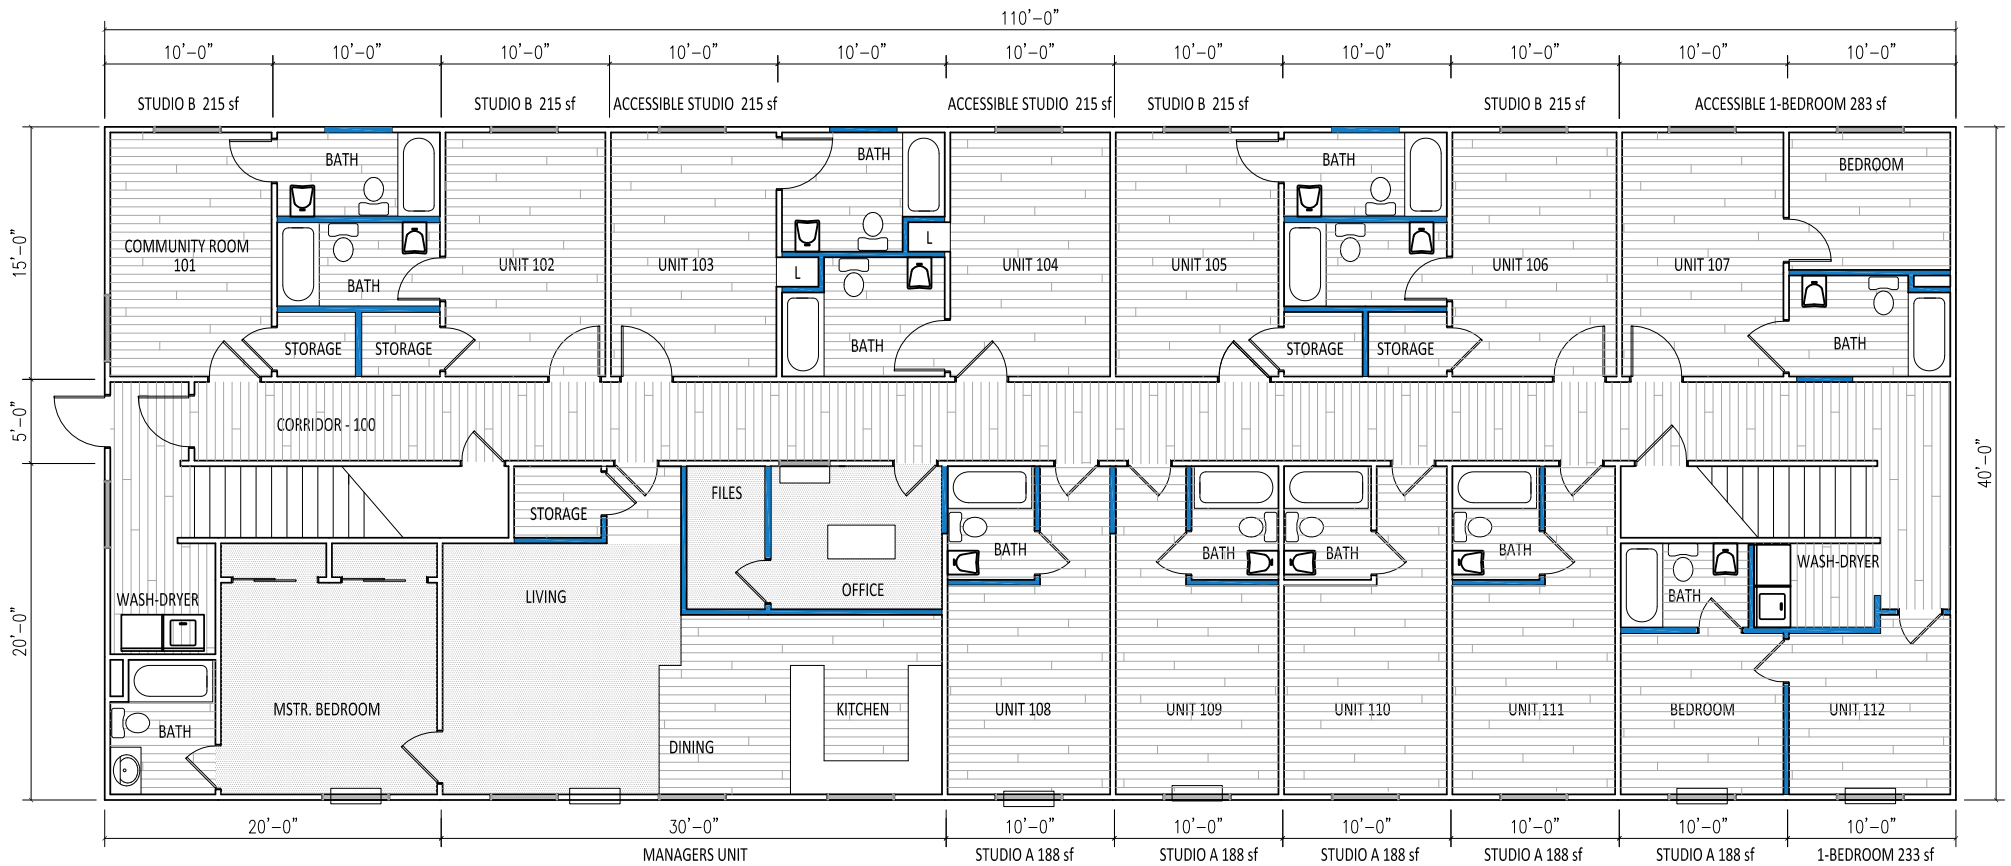 110'-0"
10'-0" 10'-0" 10'-0" 10'-0" 10'-0" 10'-0" 10'-0" 10'-0" 10'-0" 10'-0" 10'-0"
STUDIO B 215 sf STUDIO B 215 sf ACCESSIBLE STUDIO 215 sf ACCESSIBLE STUDIO 215 sf STUDIO B 215 sf STUDIO B 215 sf ACCESSIBLE 1-BEDROOM 283 sf
BATH BATH BATH BEDROOM
L
COMMUNITY ROOM
101
15'-0" UNIT 102 UNIT 103 UNIT 104 UNIT 105 UNIT 106 UNIT 107
L
BATH
STORAGE STORAGE BATH STORAGE STORAGE BATH
5'-0" CORRIDOR - 100
40'-0"
FILES
STORAGE
BATH BATH BATH BATH
WASH-DRYER
OFFICE
LIVING BATH
WASH-DRYER
20'-0"
MSTR. BEDROOM KITCHEN UNIT 108 UNIT 109 UNIT 110 UNIT 111 BEDROOM UNIT 112
BATH
DINING
20'-0" 30'-0" 10'-0" 10'-0" 10'-0" 10'-0" 10'-0" 10'-0"
MANAGERS UNIT STUDIO A 188 sf STUDIO A 188 sf STUDIO A 188 sf STUDIO A 188 sf STUDIO A 188 sf 1-BEDROOM 233 sf